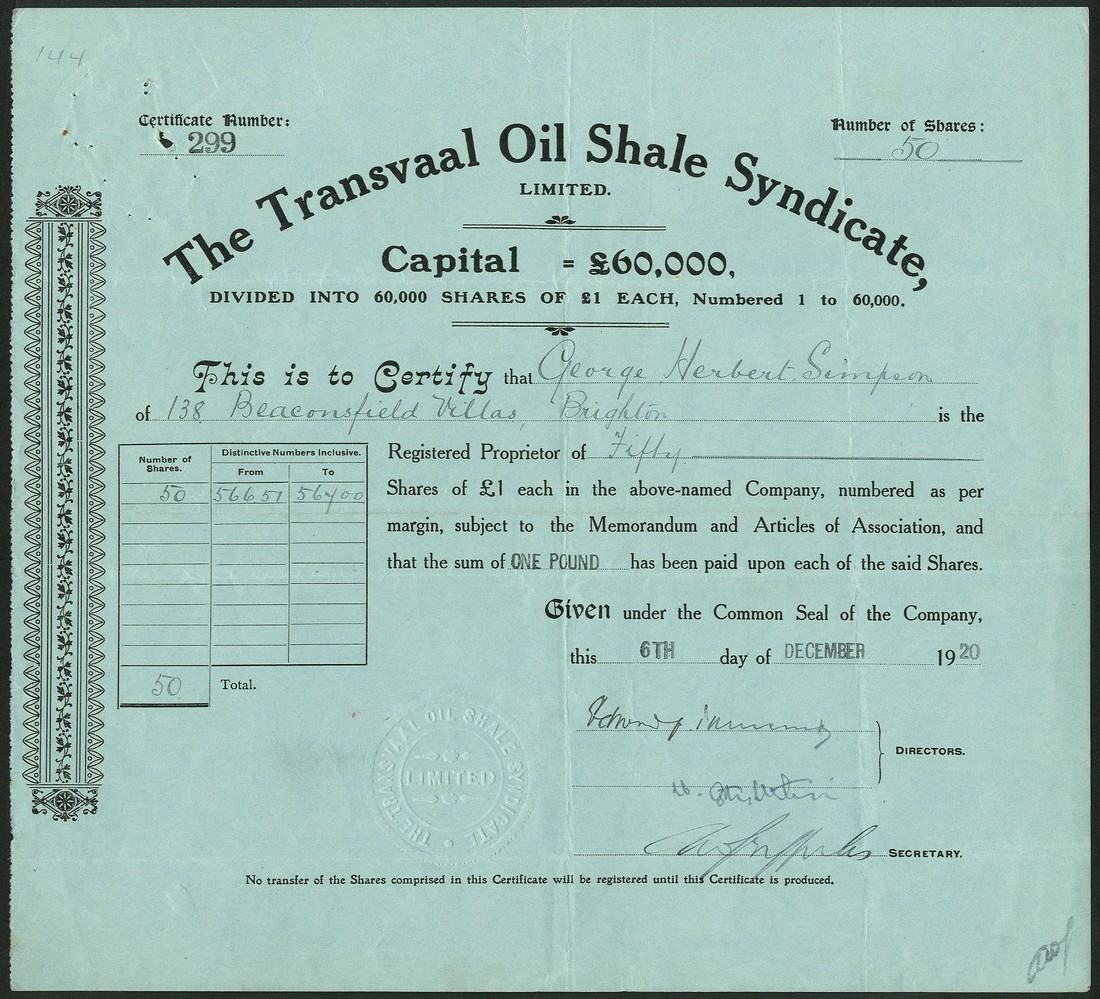 144
Certificate Number:
299
Number of Shares:
50
The Transvaal Oil Shale Syndicate,
LIMITED.
Capital = £60,000,
DIVIDED INTO 60,000 SHARES OF £1 EACH, Numbered 1 to 60,000.
This is to Certify that George Herbert Simpson
of 138 Beaconsfield Villas, Brighton is the
Registered Proprietor of Fifty
Shares of £1 each in the above-named Company, numbered as per
margin, subject to the Memorandum and Articles of Association, and
that the sum of ONE POUND has been paid upon each of the said Shares.
Number of Shares. Distinctive Numbers Inclusive.
From To
50 56651 56700
50 Total.
Given under the Common Seal of the Company,
this 6TH day of DECEMBER 1920
DIRECTORS.
SECRETARY.
THE TRANSVAAL OIL SHALE SYNDICATE
LIMITED
No transfer of the Shares comprised in this Certificate will be registered until this Certificate is produced.